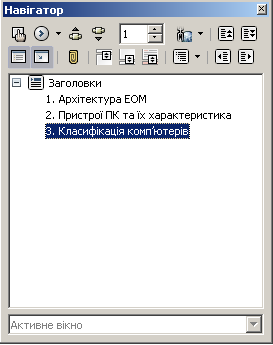 Навігатор
1
Заголовки
1. Архітектура ЕОМ
2. Пристрої ПК та їх характеристика
3. Класифікація комп'ютерів
Активне вікно